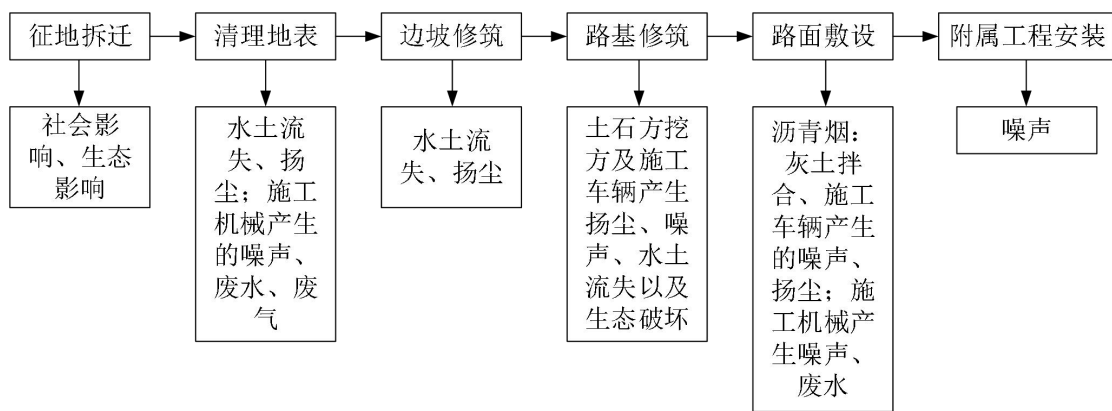 征地拆迁
清理地表
边坡修筑
路基修筑
路面敷设
附属工程安装
社会影
响、生态
影响
水土流
失、扬
尘；施工
机械产生
的噪声、
废水、废
气
水土流
失、扬尘
土石方挖
方及施工
车辆产生
扬尘、噪
声、水土
流失以及
生态破坏
沥青烟：
灰土拌
合、施工
车辆产生
的噪声、
扬尘；施
工机械产
生噪声、
废水
噪声